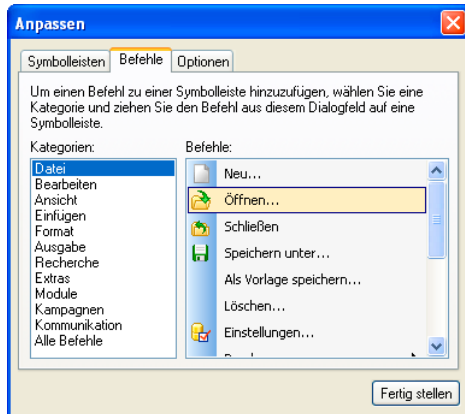 Anpassen
Symbolleisten Befehle Optionen
Um einen Befehl zu einer Symbolleiste hinzuzufügen, wählen Sie eine
Kategorie und ziehen Sie den Befehl aus diesem Dialogfeld auf eine
Symbolleiste.
Kategorien:
Datei
Bearbeiten
Ansicht
Einfügen
Format
Ausgabe
Recherche
Extras
Module
Kampagnen
Kommunikation
Alle Befehle
Befehle:
Neu...
Öffnen...
Schließen
Speichern unter...
Als Vorlage speichern...
Löschen...
Einstellungen...
Fertig stellen